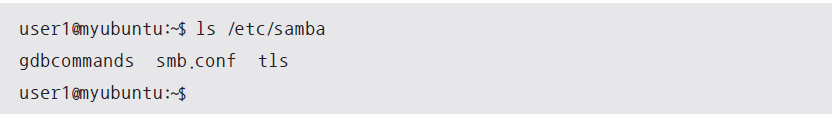 user1@myubuntu:~$ ls /etc/samba
gdbcommands  smb.conf  tls
user1@myubuntu:~$